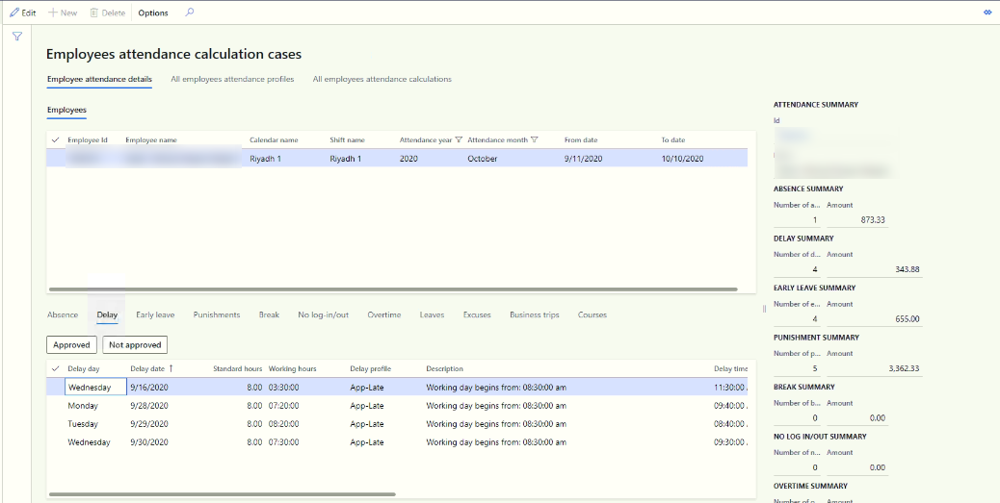 Edit New Delete Options
Employees attendance calculation cases
Employee attendance details All employees attendance profiles All employees attendance calculations
Employees
Employee Id Employee name Calendar name Shift name Attendance year Attendance month From date To date
Riyadh 1 Riyadh 1 2020 October 9/11/2020 10/10/2020
Absence Delay Early leave Punishments Break No log-in/out Overtime Leaves Excuses Business trips Courses
Approved Not approved
Delay day Delay date Standard hours Working hours Delay profile Description Delay time
Wednesday 9/16/2020 8.00 03:30:00 App-Late Working day begins from: 08:30:00 am 11:30:00
Monday 9/28/2020 8.00 07:20:00 App-Late Working day begins from: 08:30:00 am 09:40:00
Tuesday 9/29/2020 8.00 08:20:00 App-Late Working day begins from: 08:30:00 am 08:40:00
Wednesday 9/30/2020 8.00 07:30:00 App-Late Working day begins from: 08:30:00 am 09:30:00
ATTENDANCE SUMMARY
Id
ABSENCE SUMMARY
Number of a... Amount
1 873.33
DELAY SUMMARY
Number of d... Amount
4 343.88
EARLY LEAVE SUMMARY
Number of e... Amount
4 655.00
PUNISHMENT SUMMARY
Number of p... Amount
5 3,362.33
BREAK SUMMARY
Number of b... Amount
0 0.00
NO LOG IN/OUT SUMMARY
Number of n... Amount
0 0.00
OVERTIME SUMMARY
Number of o... Amount